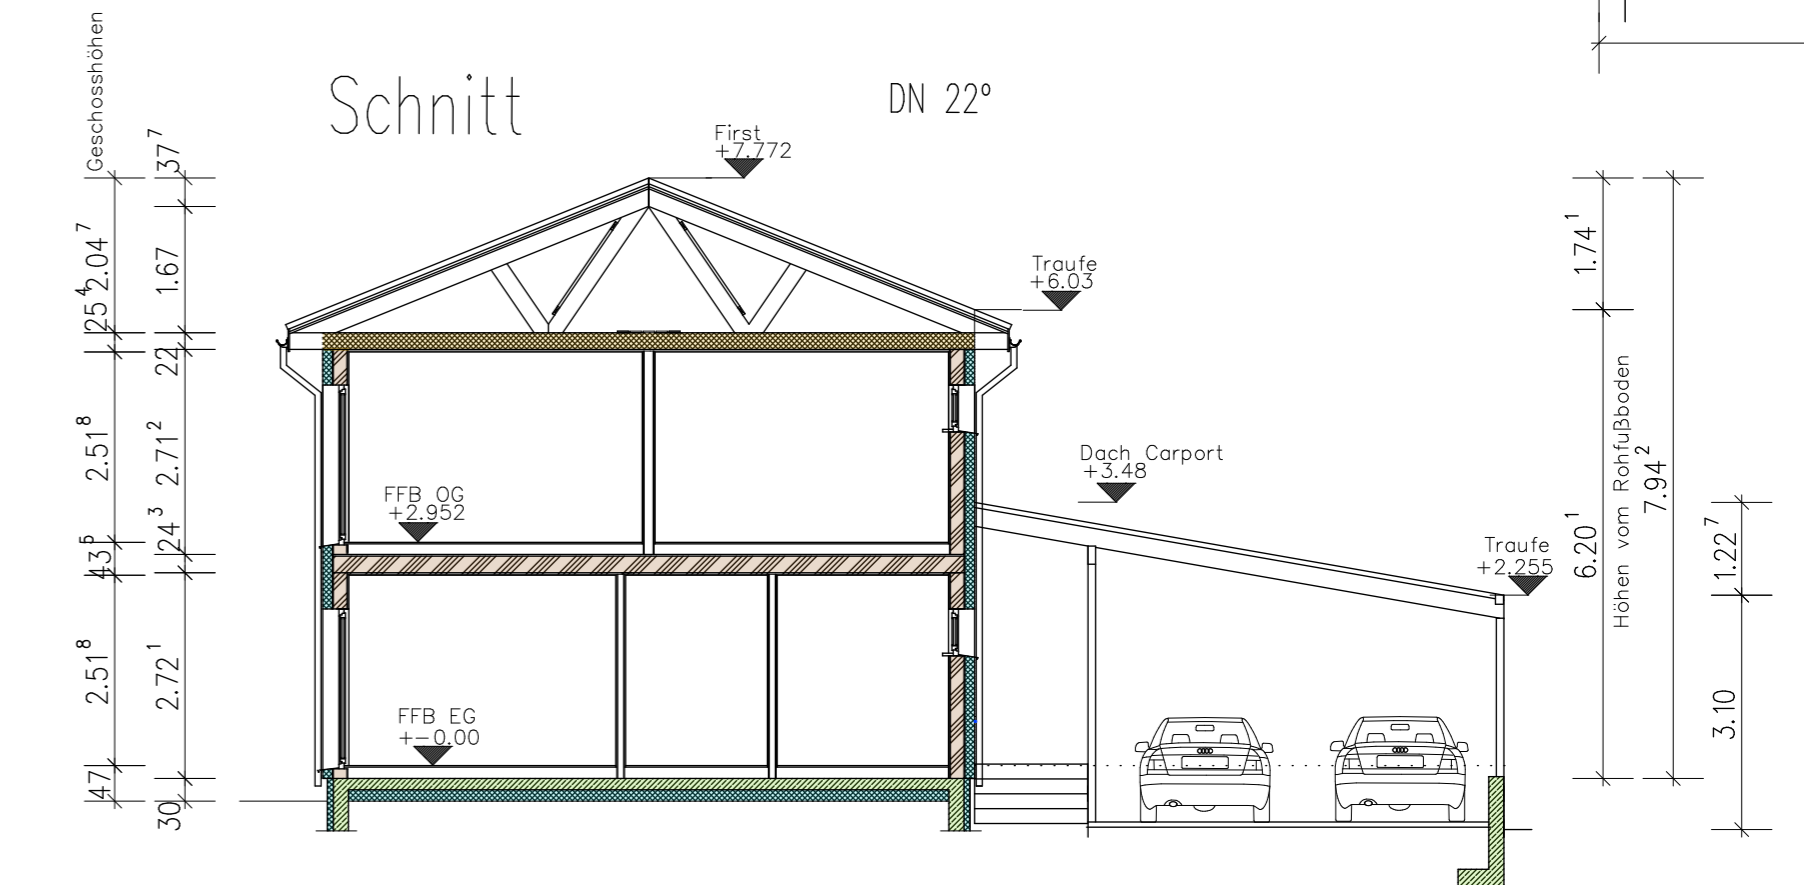 Schnitt
DN 22°
First
+7.772
Traufe
+6.03
Dach Carport
+3.48
Traufe
+2.255
FFB OG
+2.952
FFB EG
+-0.00
Geschosshöhen
2.04⁷
25⁴
2.51⁸
43⁵
2.51⁸
47
37⁷
1.67
22
2.71²
24³
2.72¹
30
1.74¹
6.20¹
Höhen vom Rohfußboden
7.94²
1.22⁷
3.10